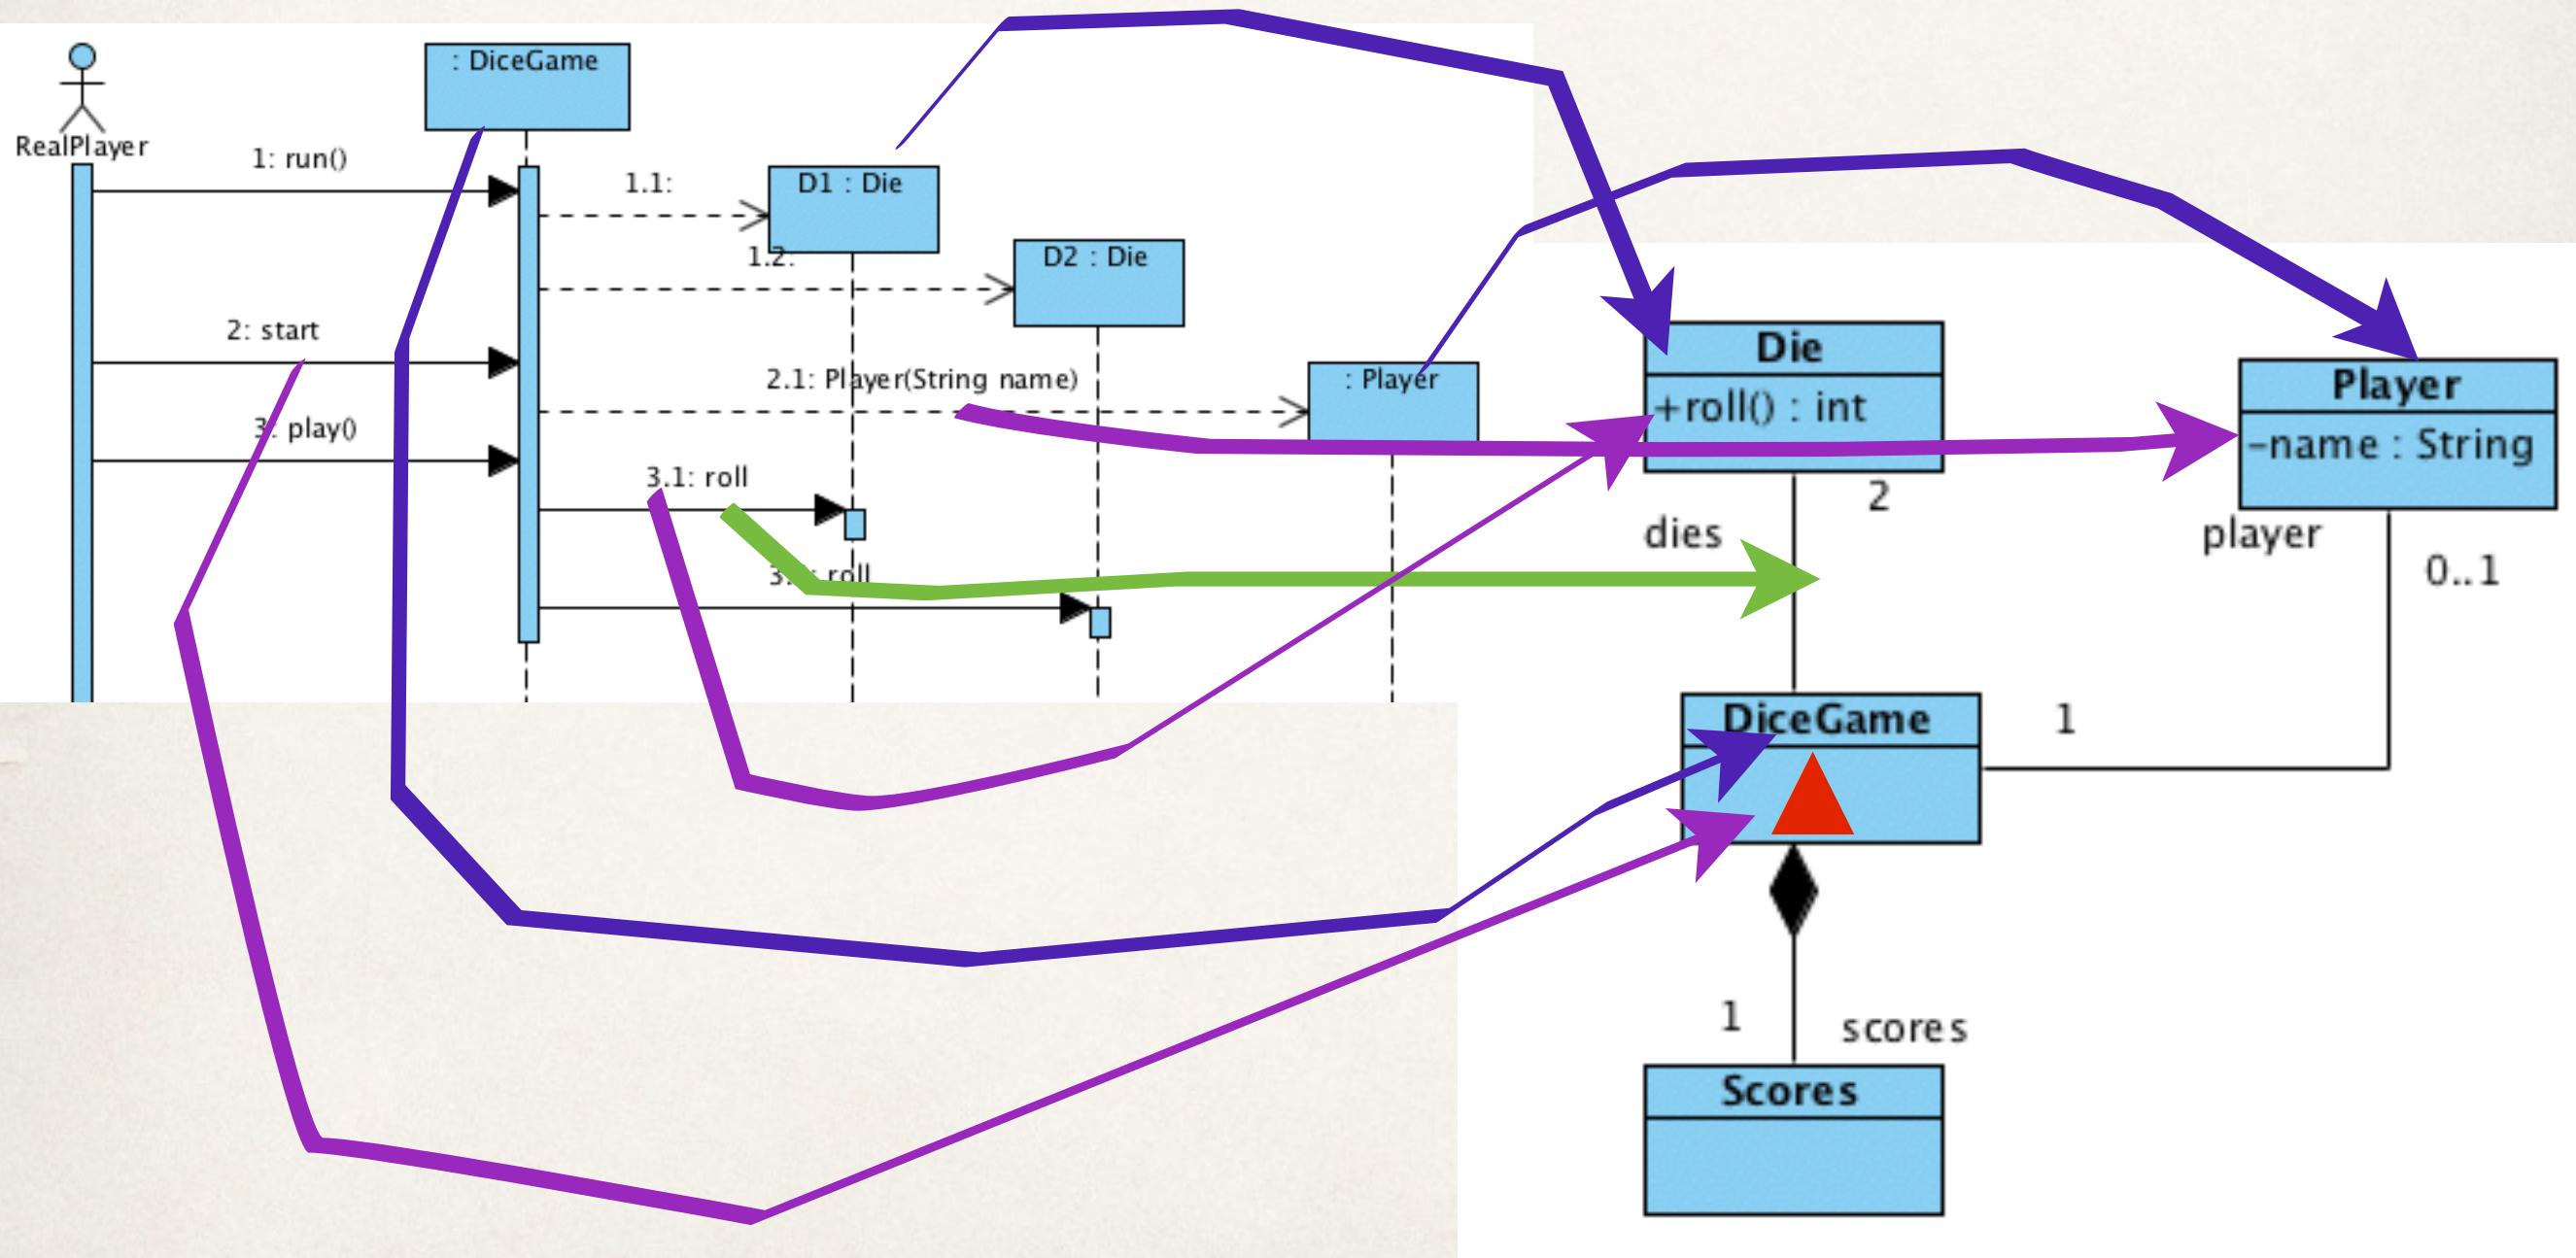 : DiceGame
RealPlayer
1: run()
1.1:
D1 : Die
1.2:
D2 : Die
2: start
2.1: Player(String name)
: Player
3: play()
3.1: roll
roll
Die
+roll() : int
2
dies
Player
-name : String
player
0..1
DiceGame
1
1
scores
Scores